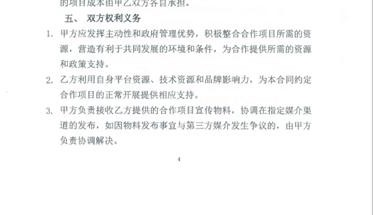 的项目成本由甲乙双方各自承担。
五、 双方权利义务
1. 甲方应发挥主动性和政府管理优势，积极整合合作项目所需的资
源，营造有利于共同发展的环境和条件，为合作提供所需的资源
和政策支持。
2. 乙方利用自身平台资源、技术资源和品牌影响力，为本合同约定
合作项目的正常开展提供相应支持。
3. 甲方负责接收乙方提供的合作项目宣传物料，协调在指定媒介渠
道的发布，如因物料发布事宜与第三方媒介发生争议的，由甲方
负责协调解决。
4